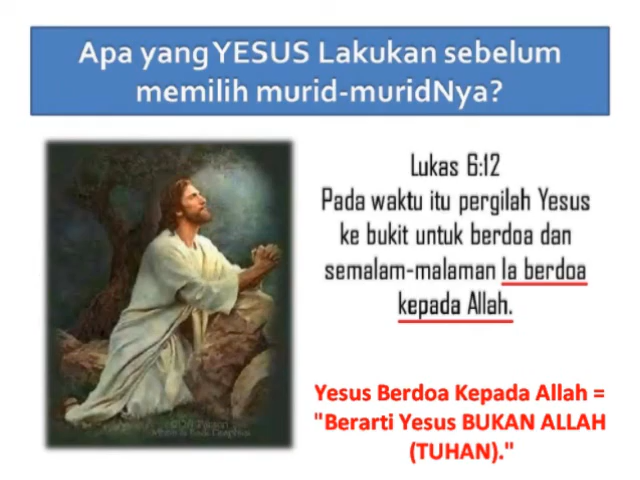 Apa yang YESUS Lakukan sebelum
memilih murid-muridNya?
Lukas 6:12
Pada waktu itu pergilah Yesus
ke bukit untuk berdoa dan
semalam-malaman Ia berdoa
kepada Allah.
Yesus Berdoa Kepada Allah =
"Berarti Yesus BUKAN ALLAH
(TUHAN)."